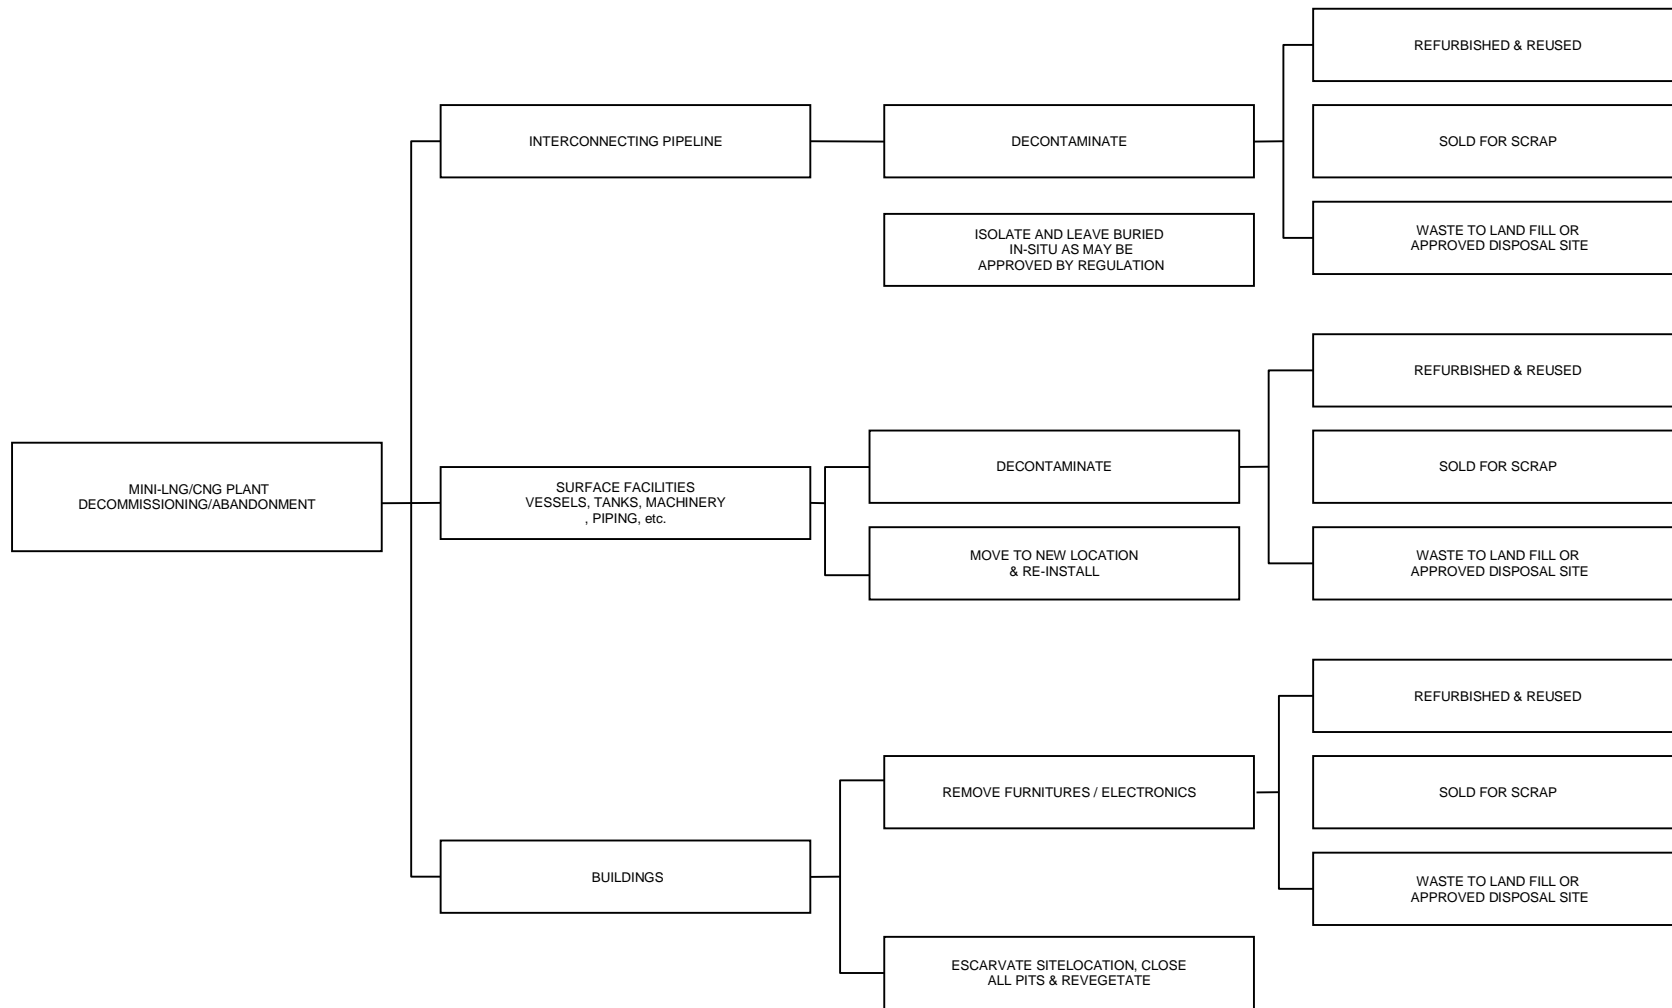 REFURBISHED & REUSED
INTERCONNECTING PIPELINE
DECONTAMINATE
SOLD FOR SCRAP
ISOLATE AND LEAVE BURIED
IN-SITU AS MAY BE
APPROVED BY REGULATION
WASTE TO LAND FILL OR
APPROVED DISPOSAL SITE
REFURBISHED & REUSED
MINI-LNG/CNG PLANT
DECOMMISSIONING/ABANDONMENT
SURFACE FACILITIES
VESSELS, TANKS, MACHINERY
, PIPING, etc.
DECONTAMINATE
SOLD FOR SCRAP
MOVE TO NEW LOCATION
& RE-INSTALL
WASTE TO LAND FILL OR
APPROVED DISPOSAL SITE
REFURBISHED & REUSED
REMOVE FURNITURES / ELECTRONICS
SOLD FOR SCRAP
BUILDINGS
WASTE TO LAND FILL OR
APPROVED DISPOSAL SITE
ESCARVATE SITELOCATION, CLOSE
ALL PITS & REVEGETATE